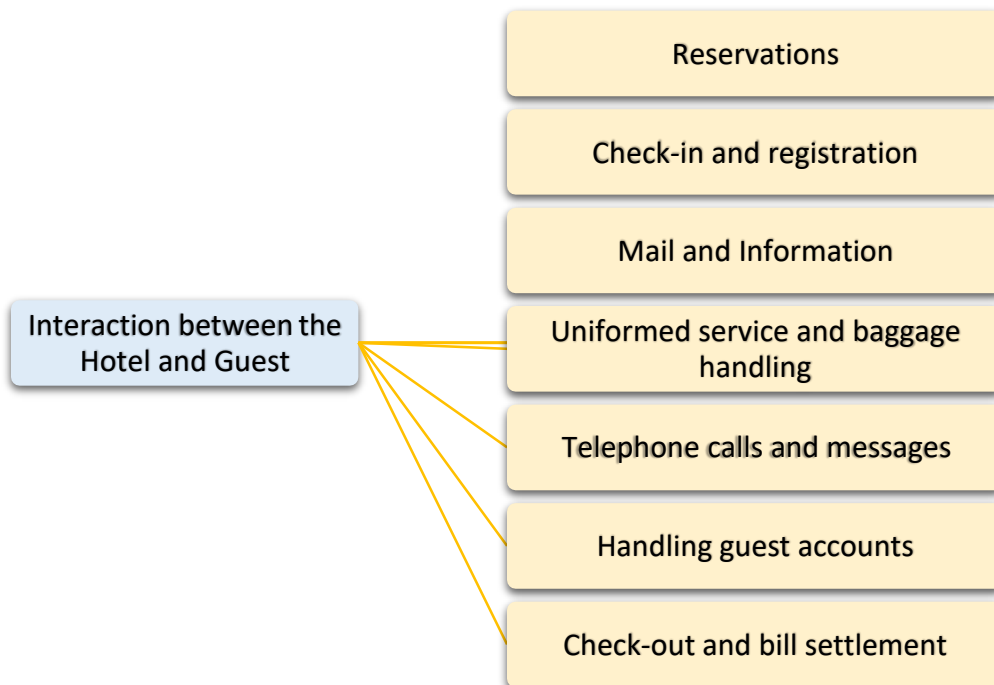 Reservations
Check-in and registration
Mail and Information
Interaction between the
Hotel and Guest
Uniformed service and baggage
handling
Telephone calls and messages
Handling guest accounts
Check-out and bill settlement